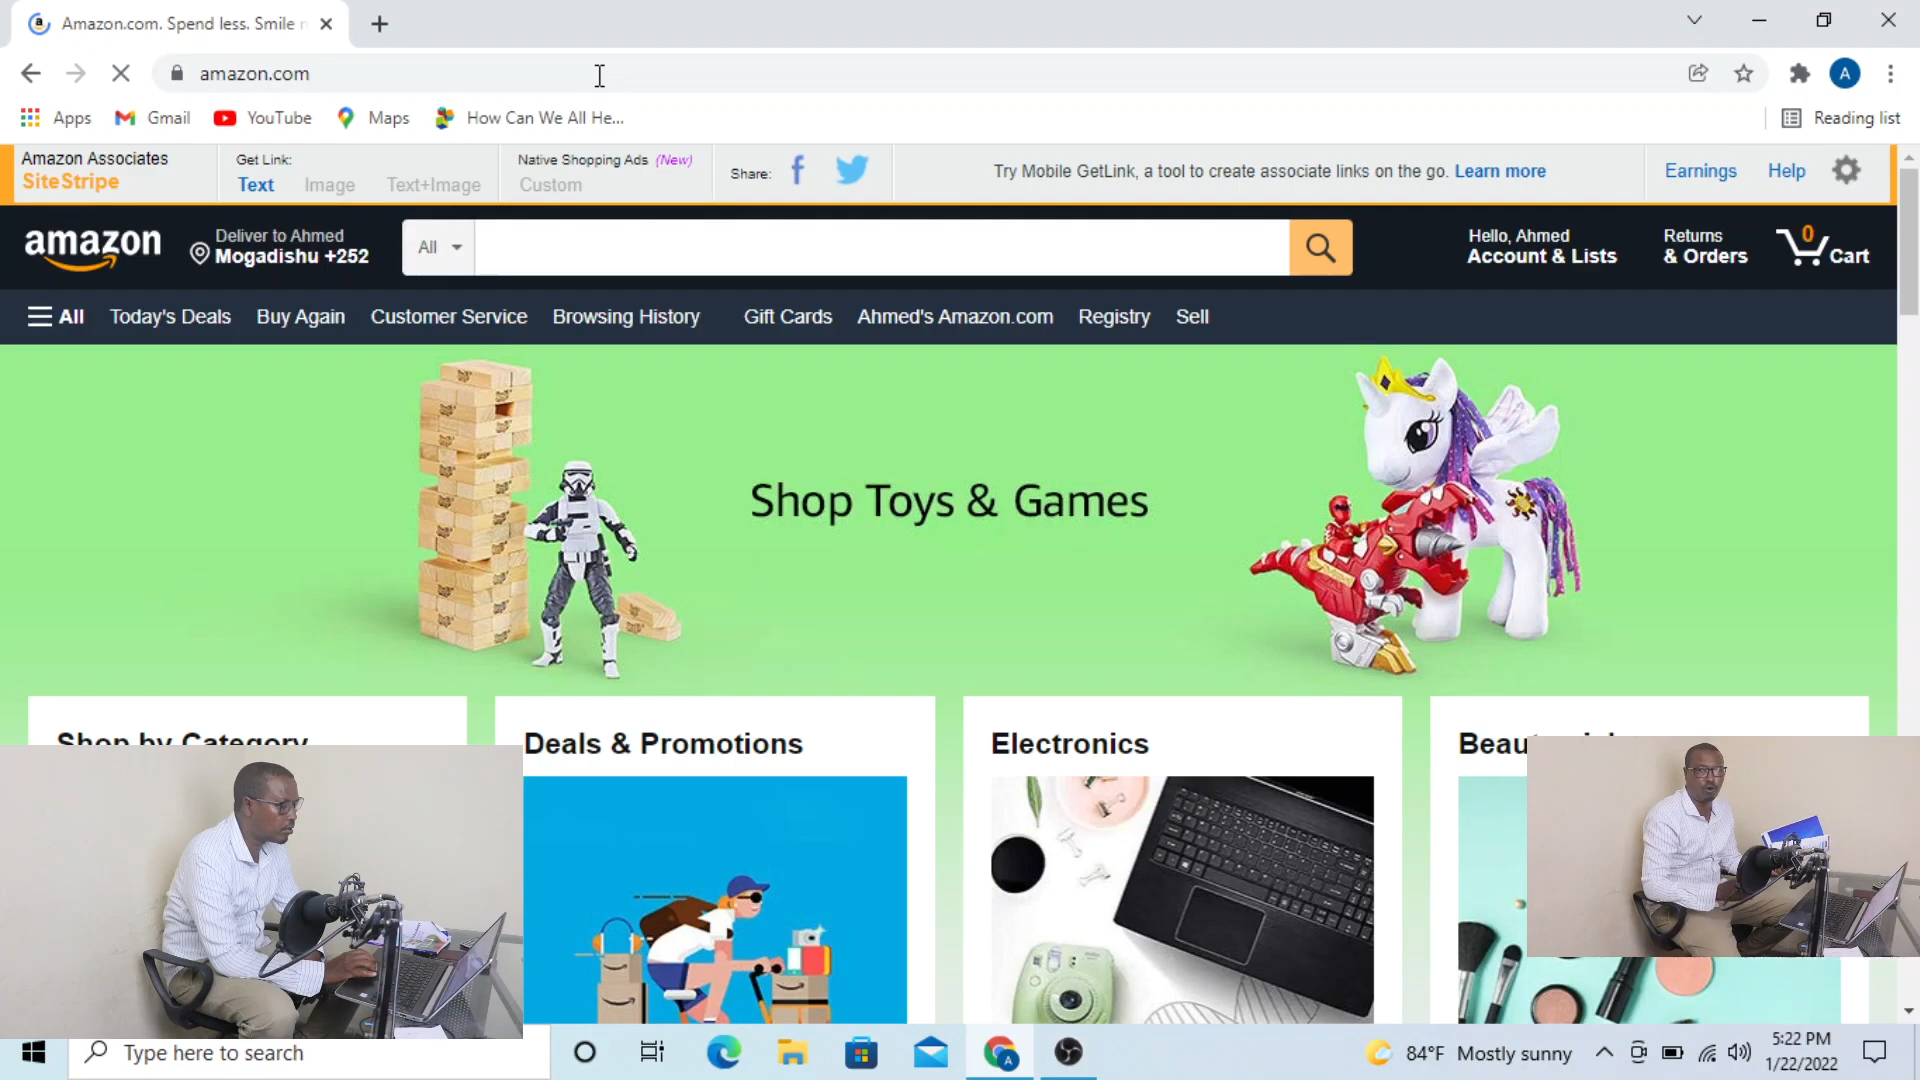 Amazon.com. Spend less. Smile
amazon.com
Apps Gmail YouTube Maps How Can We All He... Reading list
Amazon Associates
SiteStripe
Get Link:
Text Image Text+Image
Native Shopping Ads (New)
Custom
Share:
Try Mobile GetLink, a tool to create associate links on the go. Learn more
Earnings Help
amazon
Deliver to Ahmed
Mogadishu +252
All
Hello, Ahmed
Account & Lists
Returns
& Orders
0
Cart
All Today's Deals Buy Again Customer Service Browsing History Gift Cards Ahmed's Amazon.com Registry Sell
Shop Toys & Games
Shop by Category
Deals & Promotions
Electronics
Type here to search
84°F Mostly sunny
5:22 PM
1/22/2022